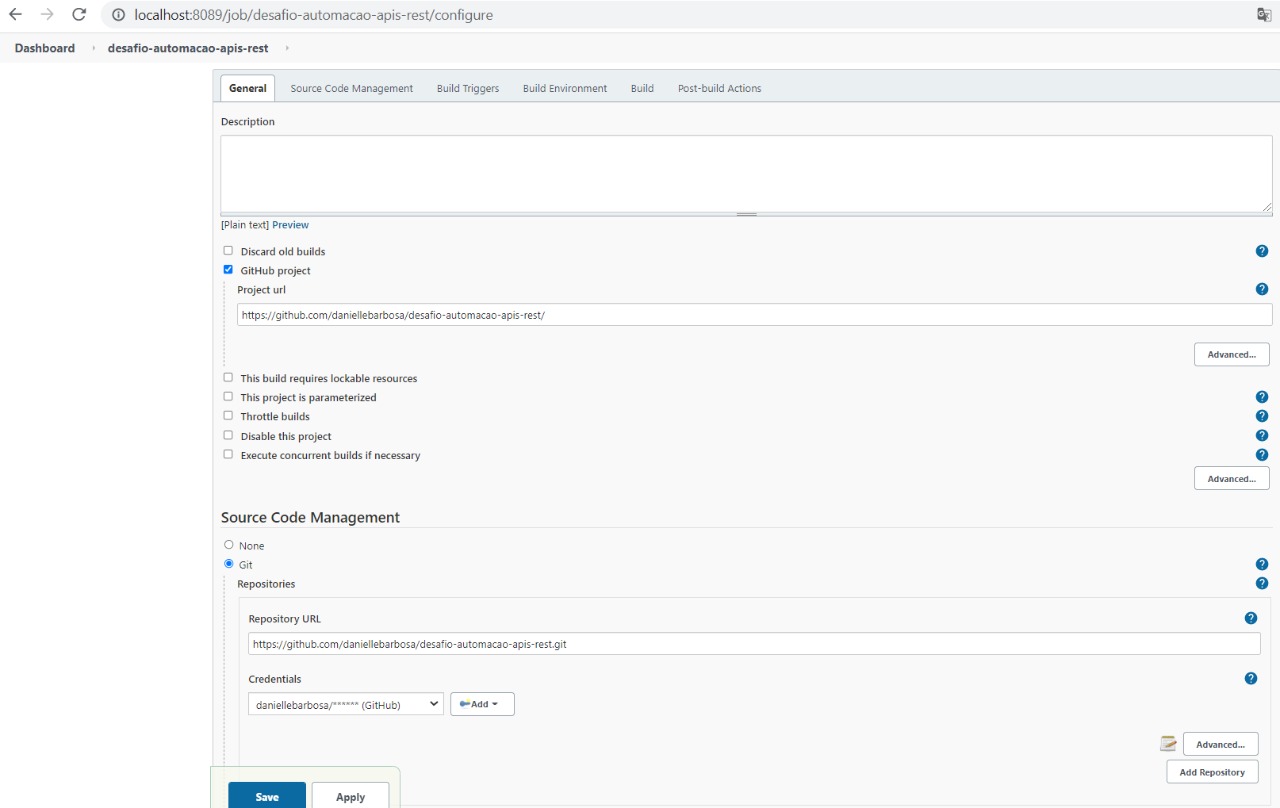 localhost:8089/job/desafio-automacao-apis-rest/configure
Dashboard desafio-automacao-apis-rest
General Source Code Management Build Triggers Build Environment Build Post-build Actions
Description
[Plain text] Preview
Discard old builds
GitHub project
Project url
https://github.com/daniellebarbosa/desafio-automacao-apis-rest/
Advanced...
This build requires lockable resources
This project is parameterized
Throttle builds
Disable this project
Execute concurrent builds if necessary
Advanced...
Source Code Management
None
Git
Repositories
Repository URL
https://github.com/daniellebarbosa/desafio-automacao-apis-rest.git
Credentials
daniellebarbosa/****** (GitHub) Add
Advanced...
Add Repository
Save Apply